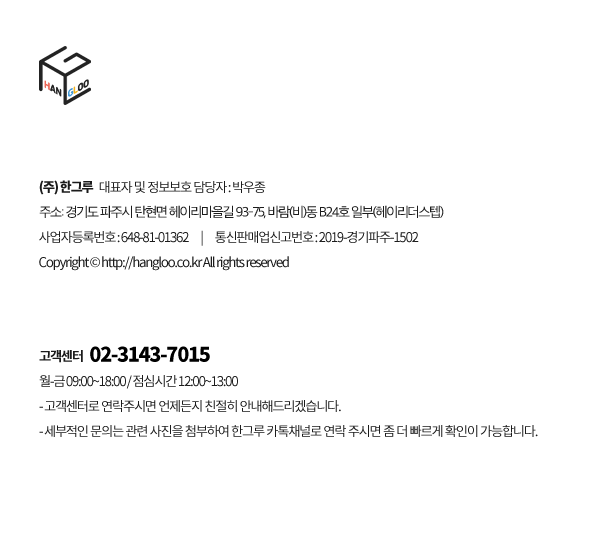 HAN GLOO
(주) 한그루 대표자 및 정보보호 담당자 : 박우종
주소: 경기도 파주시 탄현면 헤이리마을길 93-75, 바람(비)동 B24호 일부(헤이리더스텝)
사업자등록번호 : 648-81-01362 | 통신판매업신고번호 : 2019-경기파주-1502
Copyright © http://hangloo.co.kr All rights reserved
고객센터 02-3143-7015
월-금 09:00~18:00 / 점심시간 12:00~13:00
- 고객센터로 연락주시면 언제든지 친절히 안내해드리겠습니다.
- 세부적인 문의는 관련 사진을 첨부하여 한그루 카톡채널로 연락 주시면 좀 더 빠르게 확인이 가능합니다.